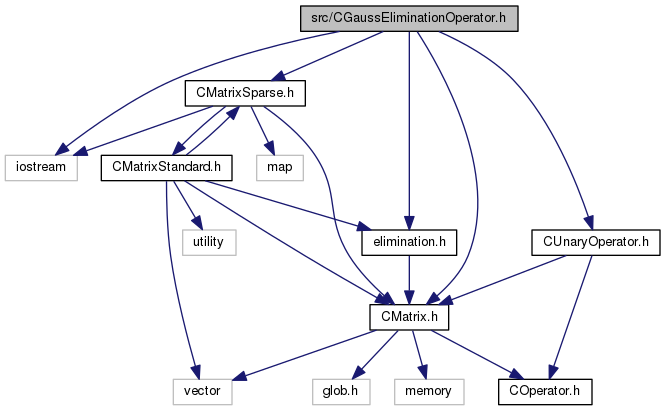 src/CGaussEliminationOperator.h
CMatrixSparse.h
iostream
CMatrixStandard.h
map
utility
elimination.h
CUnaryOperator.h
CMatrix.h
vector
glob.h
memory
COperator.h